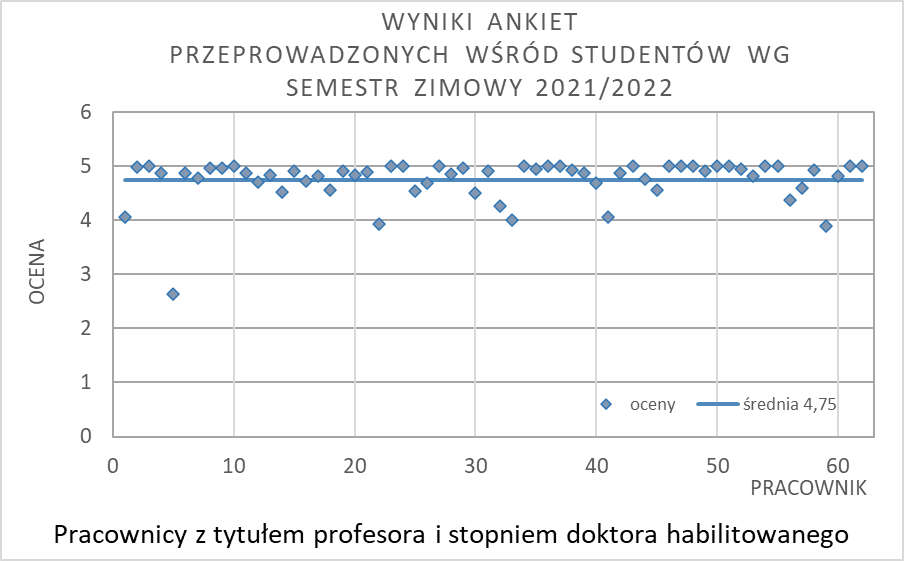 WYNIKI ANKIET
PRZEPROWADZONYCH WŚRÓD STUDENTÓW WG
SEMESTR ZIMOWY 2021/2022
6
5
4
3
2
1
0
OCENA
oceny
średnia 4,75
0 10 20 30 40 50 60
PRACOWNIK
Pracownicy z tytułem profesora i stopniem doktora habilitowanego